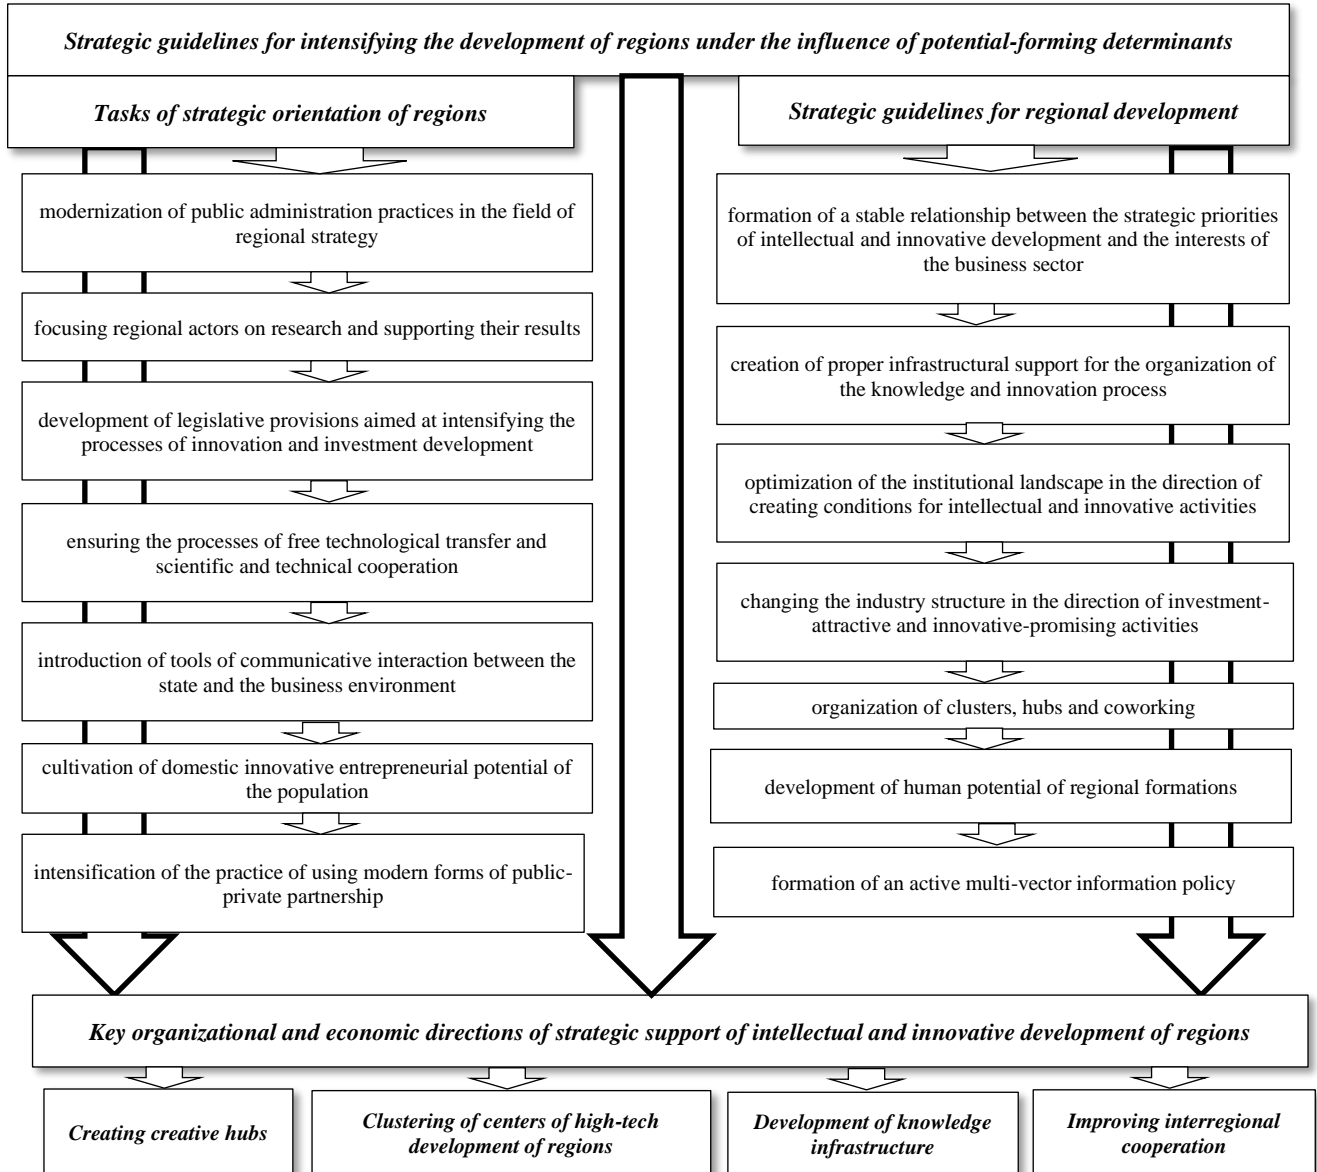 Strategic guidelines for intensifying the development of regions under the influence of potential-forming determinants
Tasks of strategic orientation of regions
modernization of public administration practices in the field of
regional strategy
focusing regional actors on research and supporting their results
development of legislative provisions aimed at intensifying the
processes of innovation and investment development
ensuring the processes of free technological transfer and
scientific and technical cooperation
introduction of tools of communicative interaction between the
state and the business environment
cultivation of domestic innovative entrepreneurial potential of
the population
intensification of the practice of using modern forms of public-
private partnership
Strategic guidelines for regional development
formation of a stable relationship between the strategic priorities
of intellectual and innovative development and the interests of
the business sector
creation of proper infrastructural support for the organization of
the knowledge and innovation process
optimization of the institutional landscape in the direction of
creating conditions for intellectual and innovative activities
changing the industry structure in the direction of investment-
attractive and innovative-promising activities
organization of clusters, hubs and coworking
development of human potential of regional formations
formation of an active multi-vector information policy
Key organizational and economic directions of strategic support of intellectual and innovative development of regions
Creating creative hubs
Clustering of centers of high-tech
development of regions
Development of knowledge
infrastructure
Improving interregional
cooperation